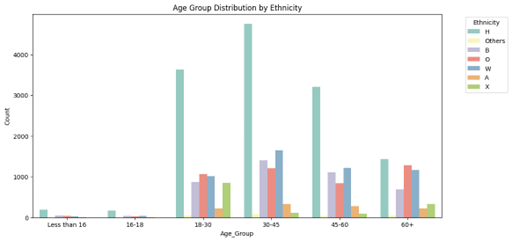 Age Group Distribution by Ethnicity
Ethnicity
H
Others
B
O
W
A
X
Count
4000
3000
2000
1000
0
Less than 16
16-18
18-30
30-45
45-60
60+
Age_Group